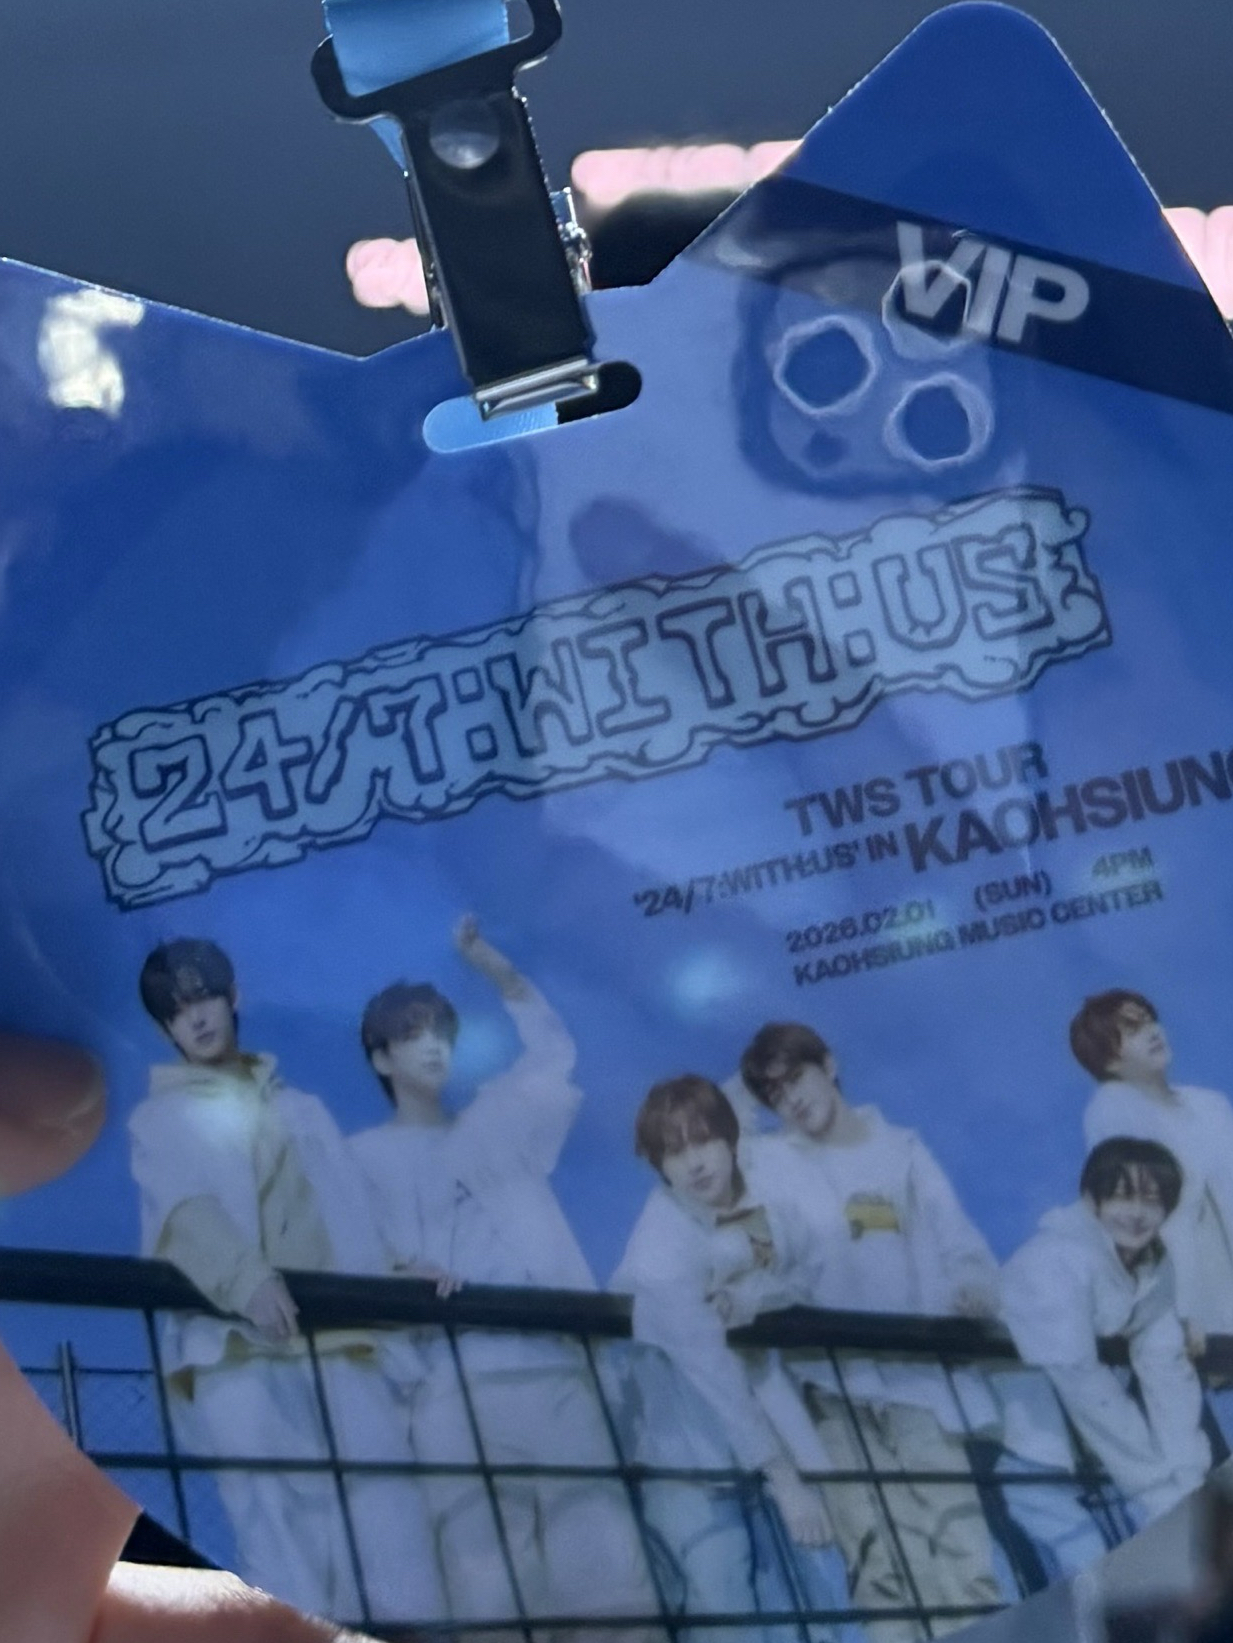 VIP
24/7:WITH:US
TWS TOUR
'24/7:WITH:US' IN KAOHSIUNG
2026.02.01 (SUN) 4PM
KAOHSIUNG MUSIC CENTER